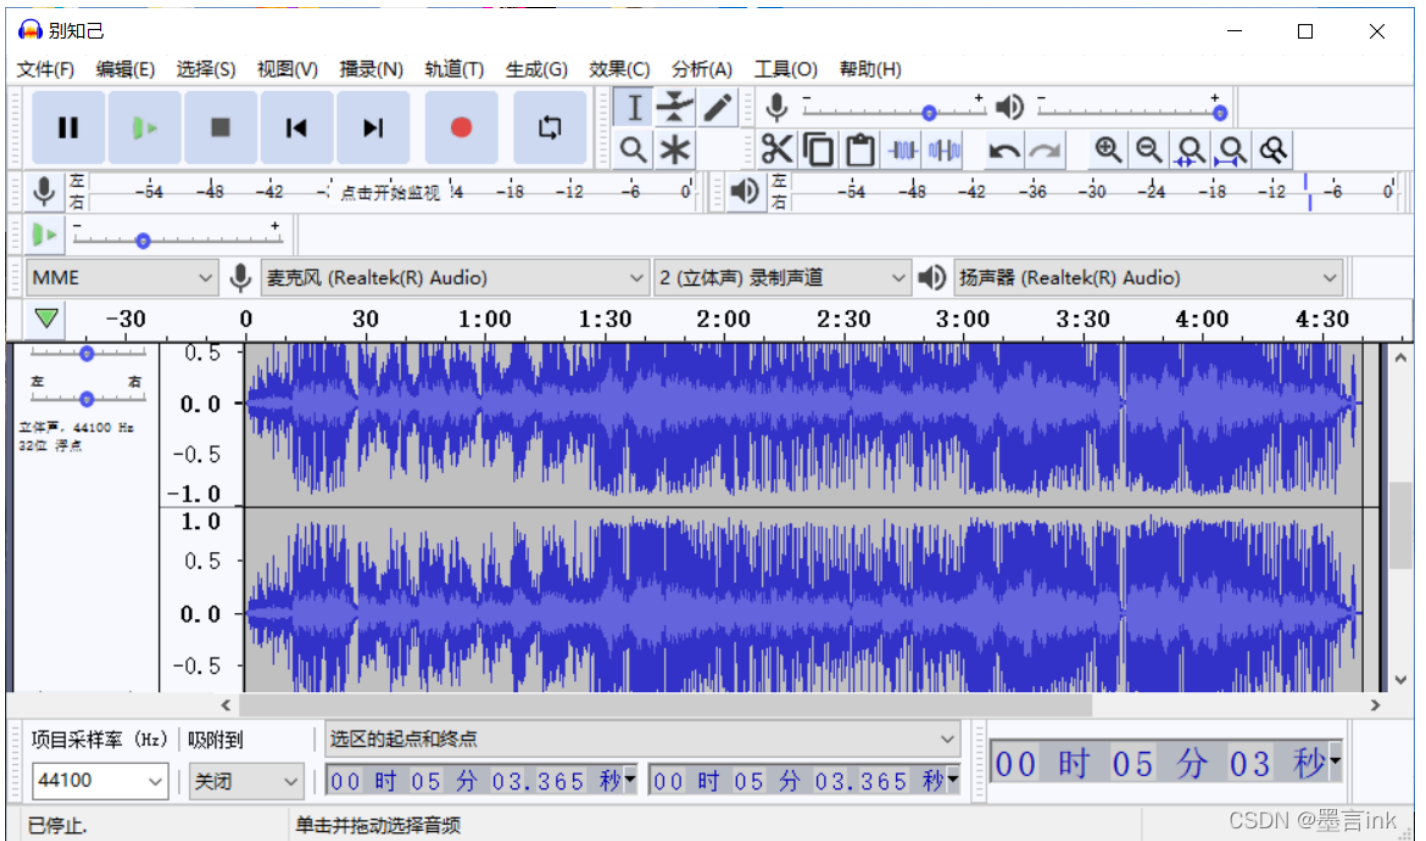 别知己
文件(F) 编辑(E) 选择(S) 视图(V) 播录(N) 轨道(T) 生成(G) 效果(C) 分析(A) 工具(O) 帮助(H)
- + - +
左 右 -54 -48 -42 点击开始监视 -18 -12 -6 0
左 右 -54 -48 -42 -36 -30 -24 -18 -12 -6 0
- +
MME 麦克风 (Realtek(R) Audio) 2 (立体声) 录制声道 扬声器 (Realtek(R) Audio)
-30 0 30 1:00 1:30 2:00 2:30 3:00 3:30 4:00 4:30
0.5
左 右
0.0
立体声, 44100 Hz
32位 浮点
-0.5
-1.0
1.0
0.5
0.0
-0.5
项目采样率 (Hz) 吸附到 选区的起点和终点
44100 关闭 00 时 05 分 03.365 秒 00 时 05 分 03.365 秒 00 时 05 分 03 秒
已停止. 单击并拖动选择音频
CSDN @墨言ink